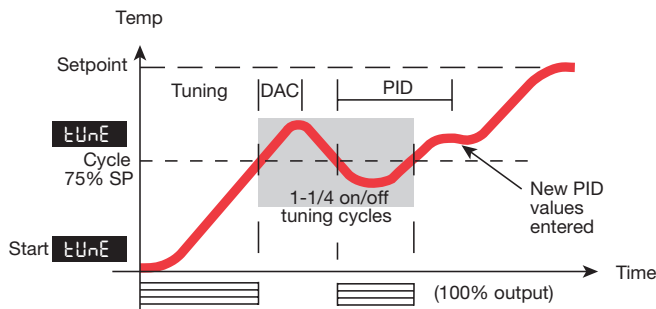 Temp
Setpoint
Tuning
DAC
PID
tUnE
Cycle
75% SP
1-1/4 on/off
tuning cycles
New PID
values
entered
Start
tUnE
Time
(100% output)